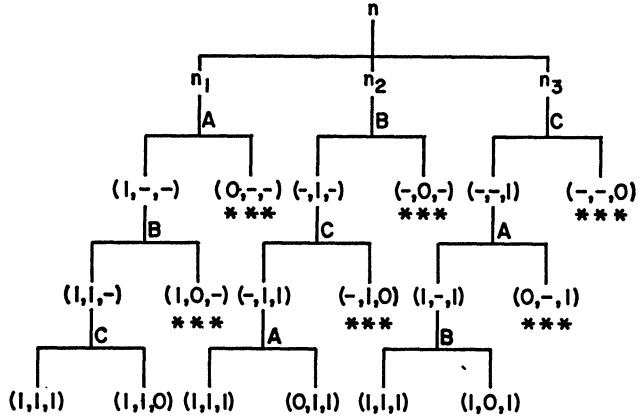 n
n1 n2 n3
A B C
(1,-,-) (0,-,-) (-,1,-) (-,0,-) (-,-,1) (-,-,0)
*** *** ***
B C A
(1,1,-) (1,0,-) (-,1,1) (-,1,0) (1,-,1) (0,-,1)
*** *** ***
C A B
(1,1,1) (1,1,0) (1,1,1) (0,1,1) (1,1,1) (1,0,1)